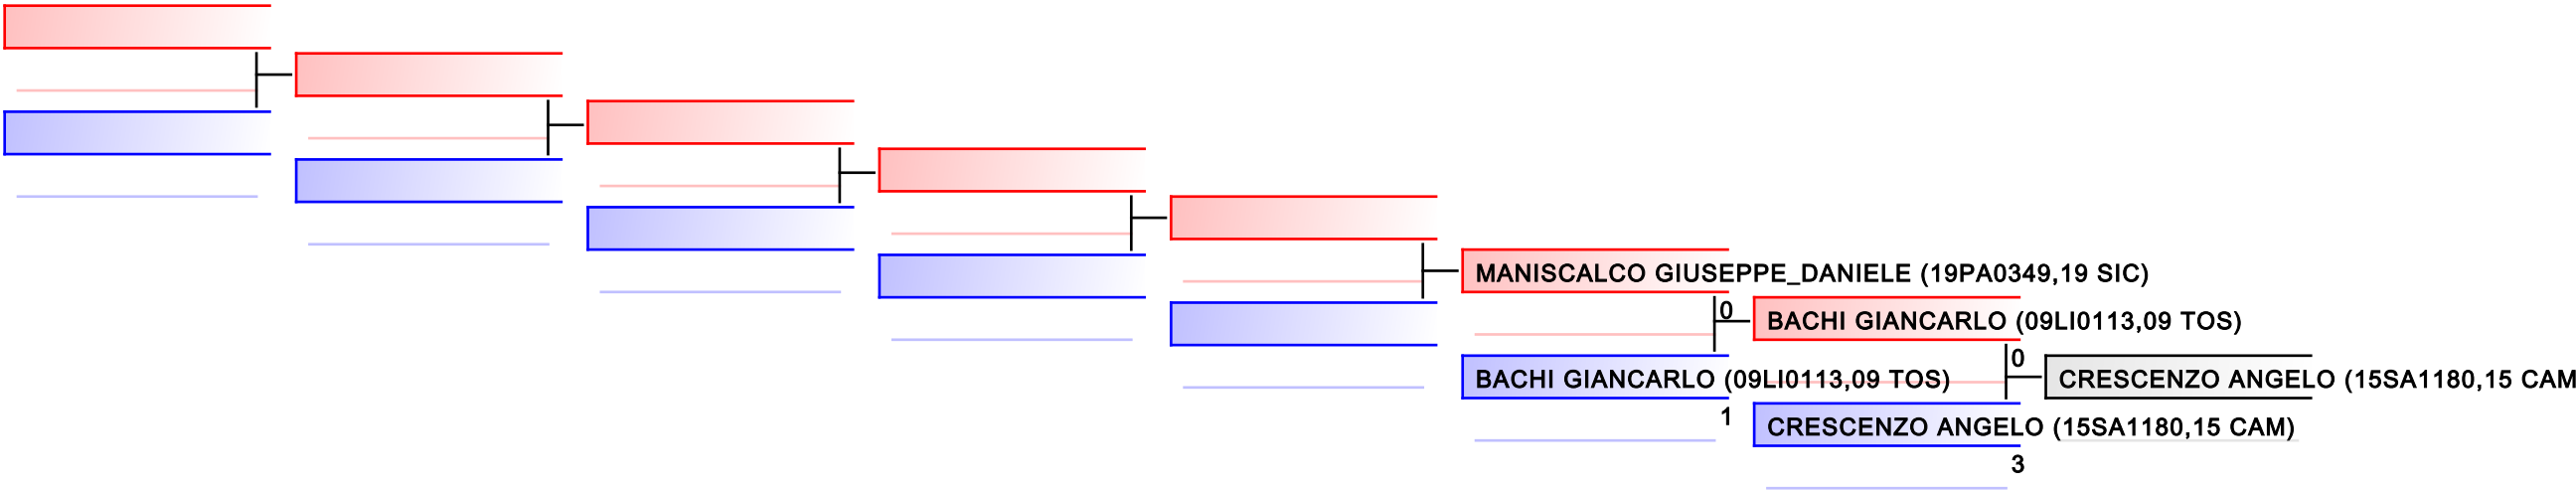 MANISCALCO GIUSEPPE_DANIELE (19PA0349,19 SIC)
0
BACHI GIANCARLO (09LI0113,09 TOS)
BACHI GIANCARLO (09LI0113,09 TOS)
1
0
CRESCENZO ANGELO (15SA1180,15 CAM
CRESCENZO ANGELO (15SA1180,15 CAM)
3